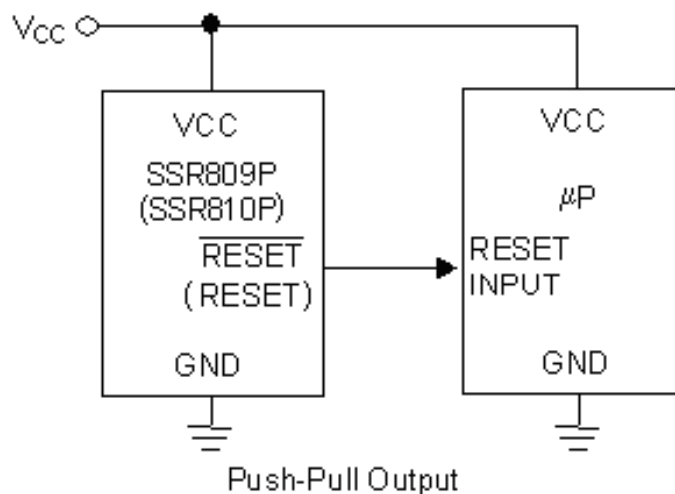 VCC
VCC
SSR809P
(SSR810P)
RESET
(RESET)
GND
VCC
µP
RESET
INPUT
GND
Push-Pull Output